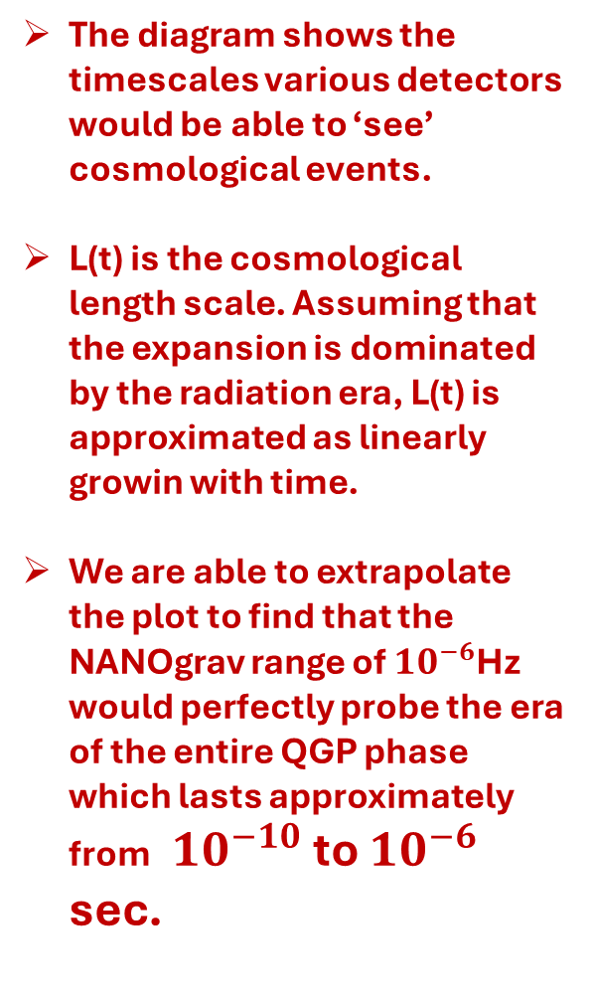 ➢ The diagram shows the
timescales various detectors
would be able to ‘see’
cosmological events.
➢ L(t) is the cosmological
length scale. Assuming that
the expansion is dominated
by the radiation era, L(t) is
approximated as linearly
growin with time.
➢ We are able to extrapolate
the plot to find that the
NANOgrav range of 10⁻⁶Hz
would perfectly probe the era
of the entire QGP phase
which lasts approximately
from 10⁻¹⁰ to 10⁻⁶
sec.